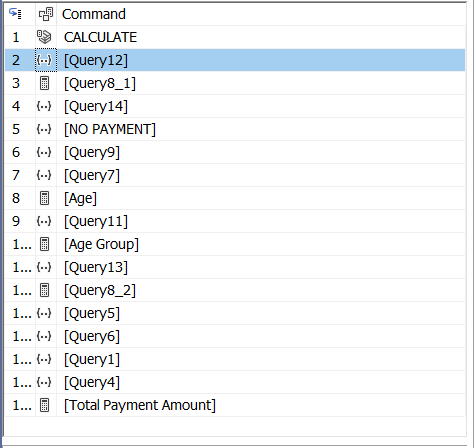 Command
1 CALCULATE
2 [Query12]
3 [Query8_1]
4 [Query14]
5 [NO PAYMENT]
6 [Query9]
7 [Query7]
8 [Age]
9 [Query11]
1... [Age Group]
1... [Query13]
1... [Query8_2]
1... [Query5]
1... [Query6]
1... [Query1]
1... [Query4]
1... [Total Payment Amount]